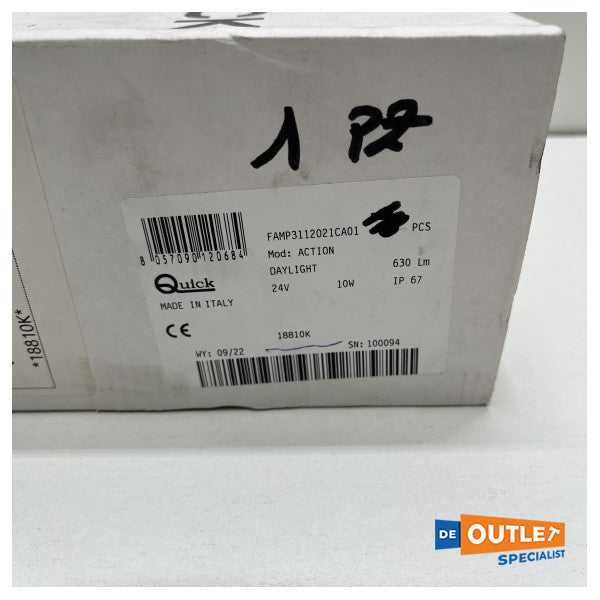 1 PZ
FAMP3112021CA01 PCS
8 057090 120684
Mod: ACTION
DAYLIGHT 630 Lm
Quick
24V 10W IP 67
MADE IN ITALY
CE
18810K
WY: 09/22 SN: 100094
*18810K*
DE OUTLET
SPECIALIST